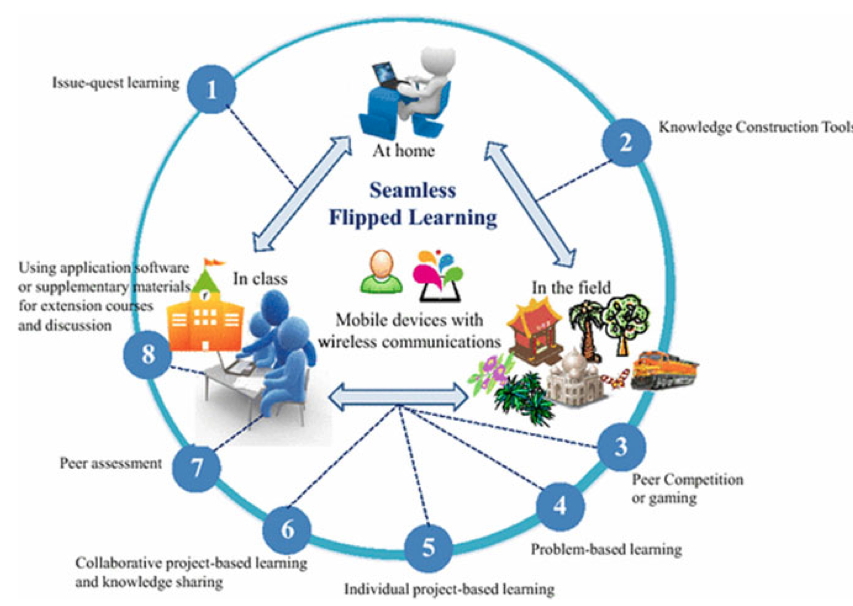 Issue-quest learning
1
At home
2
Knowledge Construction Tools
Seamless
Flipped Learning
Using application software
or supplementary materials
for extension courses
and discussion
In class
In the field
Mobile devices with
wireless communications
8
7
Peer assessment
3
Peer Competition
or gaming
4
Problem-based learning
6
Collaborative project-based learning
and knowledge sharing
5
Individual project-based learning